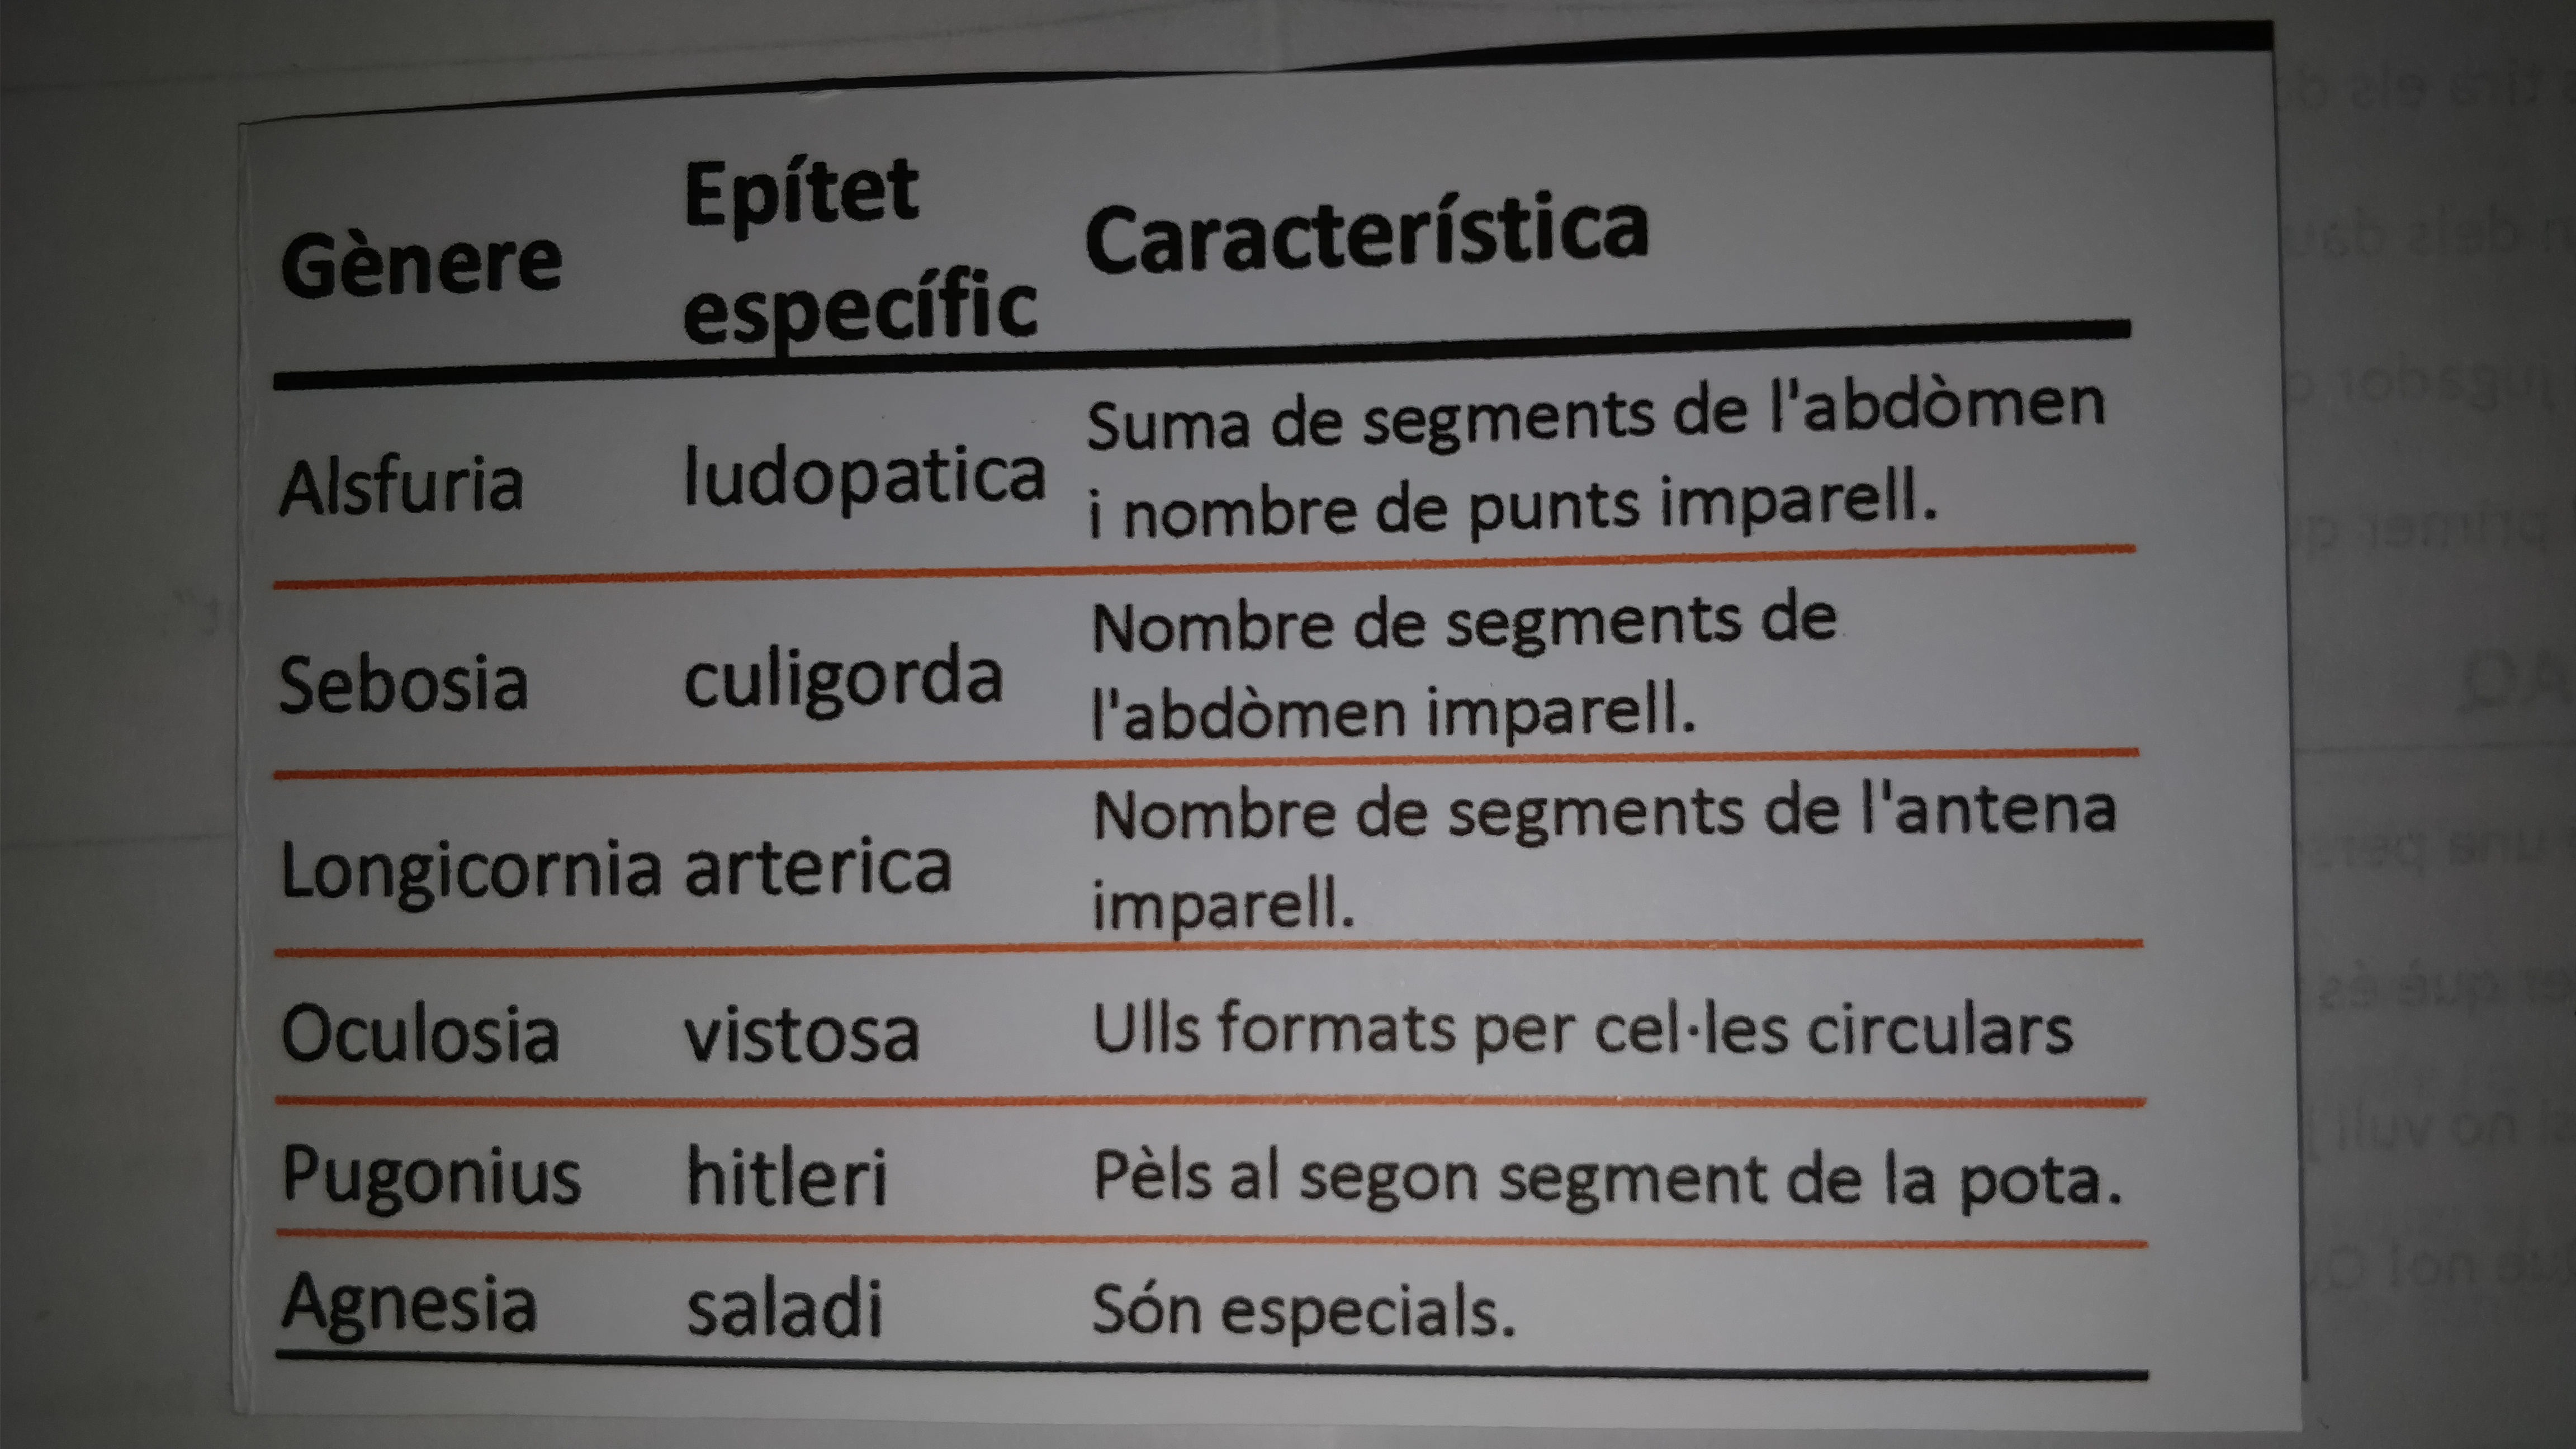 Gènere Epítet específic Característica
Alsfuria ludopatica Suma de segments de l'abdòmen
i nombre de punts imparell.
Sebosia culigorda Nombre de segments de
l'abdòmen imparell.
Longicornia arterica Nombre de segments de l'antena
imparell.
Oculosia vistosa Ulls formats per cel·les circulars
Pugonius hitleri Pèls al segon segment de la pota.
Agnesia saladi Són especials.